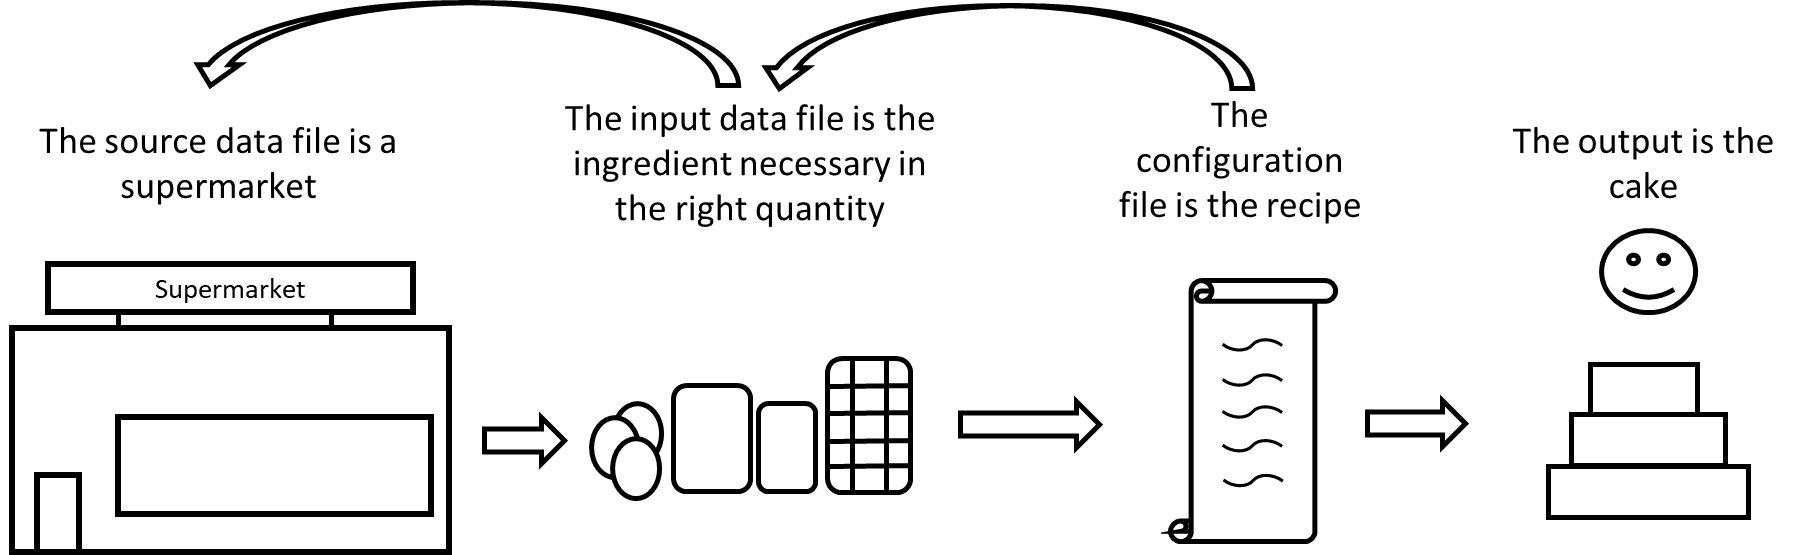 The source data file is a
supermarket
The input data file is the
ingredient necessary in
the right quantity
The
configuration
file is the recipe
The output is the
cake
Supermarket